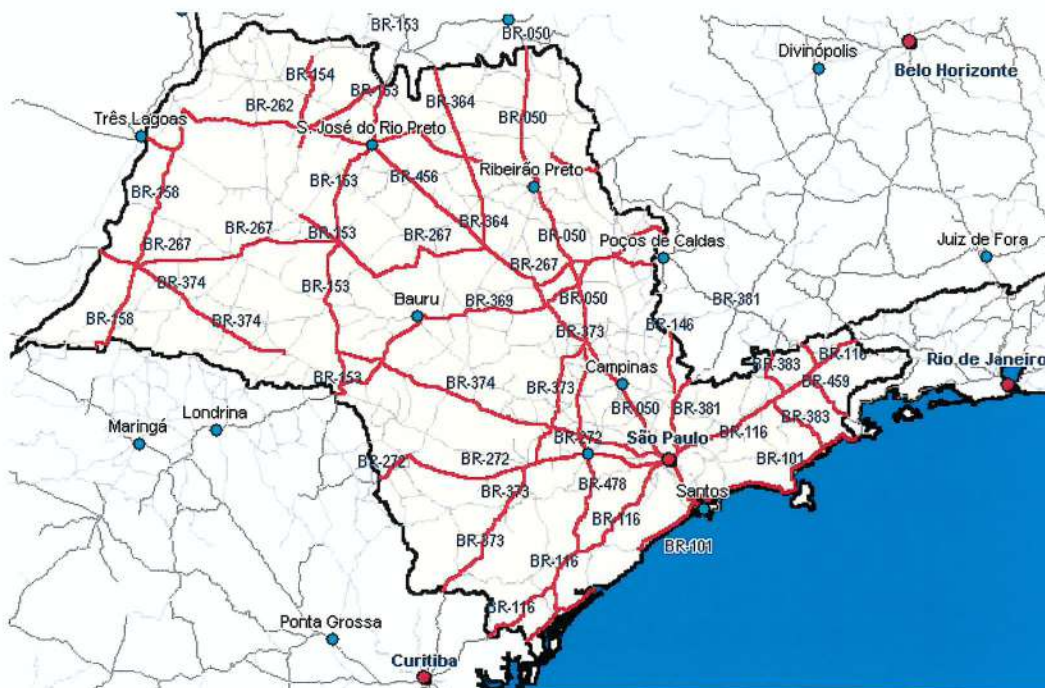 BR-153
BR-050
Divinópolis
Belo Horizonte
BR-154
BR-153
BR-364
BR-262
Três Lagoas
BR-050
S. José do Rio Preto
Ribeirão Preto
BR-153
BR-456
BR-158
BR-364
BR-267
BR-153
BR-267
BR-050
Poços de Caldas
Juiz de Fora
BR-267
BR-267
BR-374
BR-153
BR-381
BR-369
BR-050
Bauru
BR-158
BR-374
BR-373
BR-146
BR-116
BR-383
Rio de Janeiro
BR-153
BR-374
BR-373
Campinas
BR-459
BR-050
BR-381
BR-383
Londrina
Maringá
BR-272
São Paulo
BR-116
BR-272
BR-272
BR-101
BR-373
BR-478
Santos
BR-116
BR-373
BR-101
BR-116
BR-116
Ponta Grossa
Curitiba